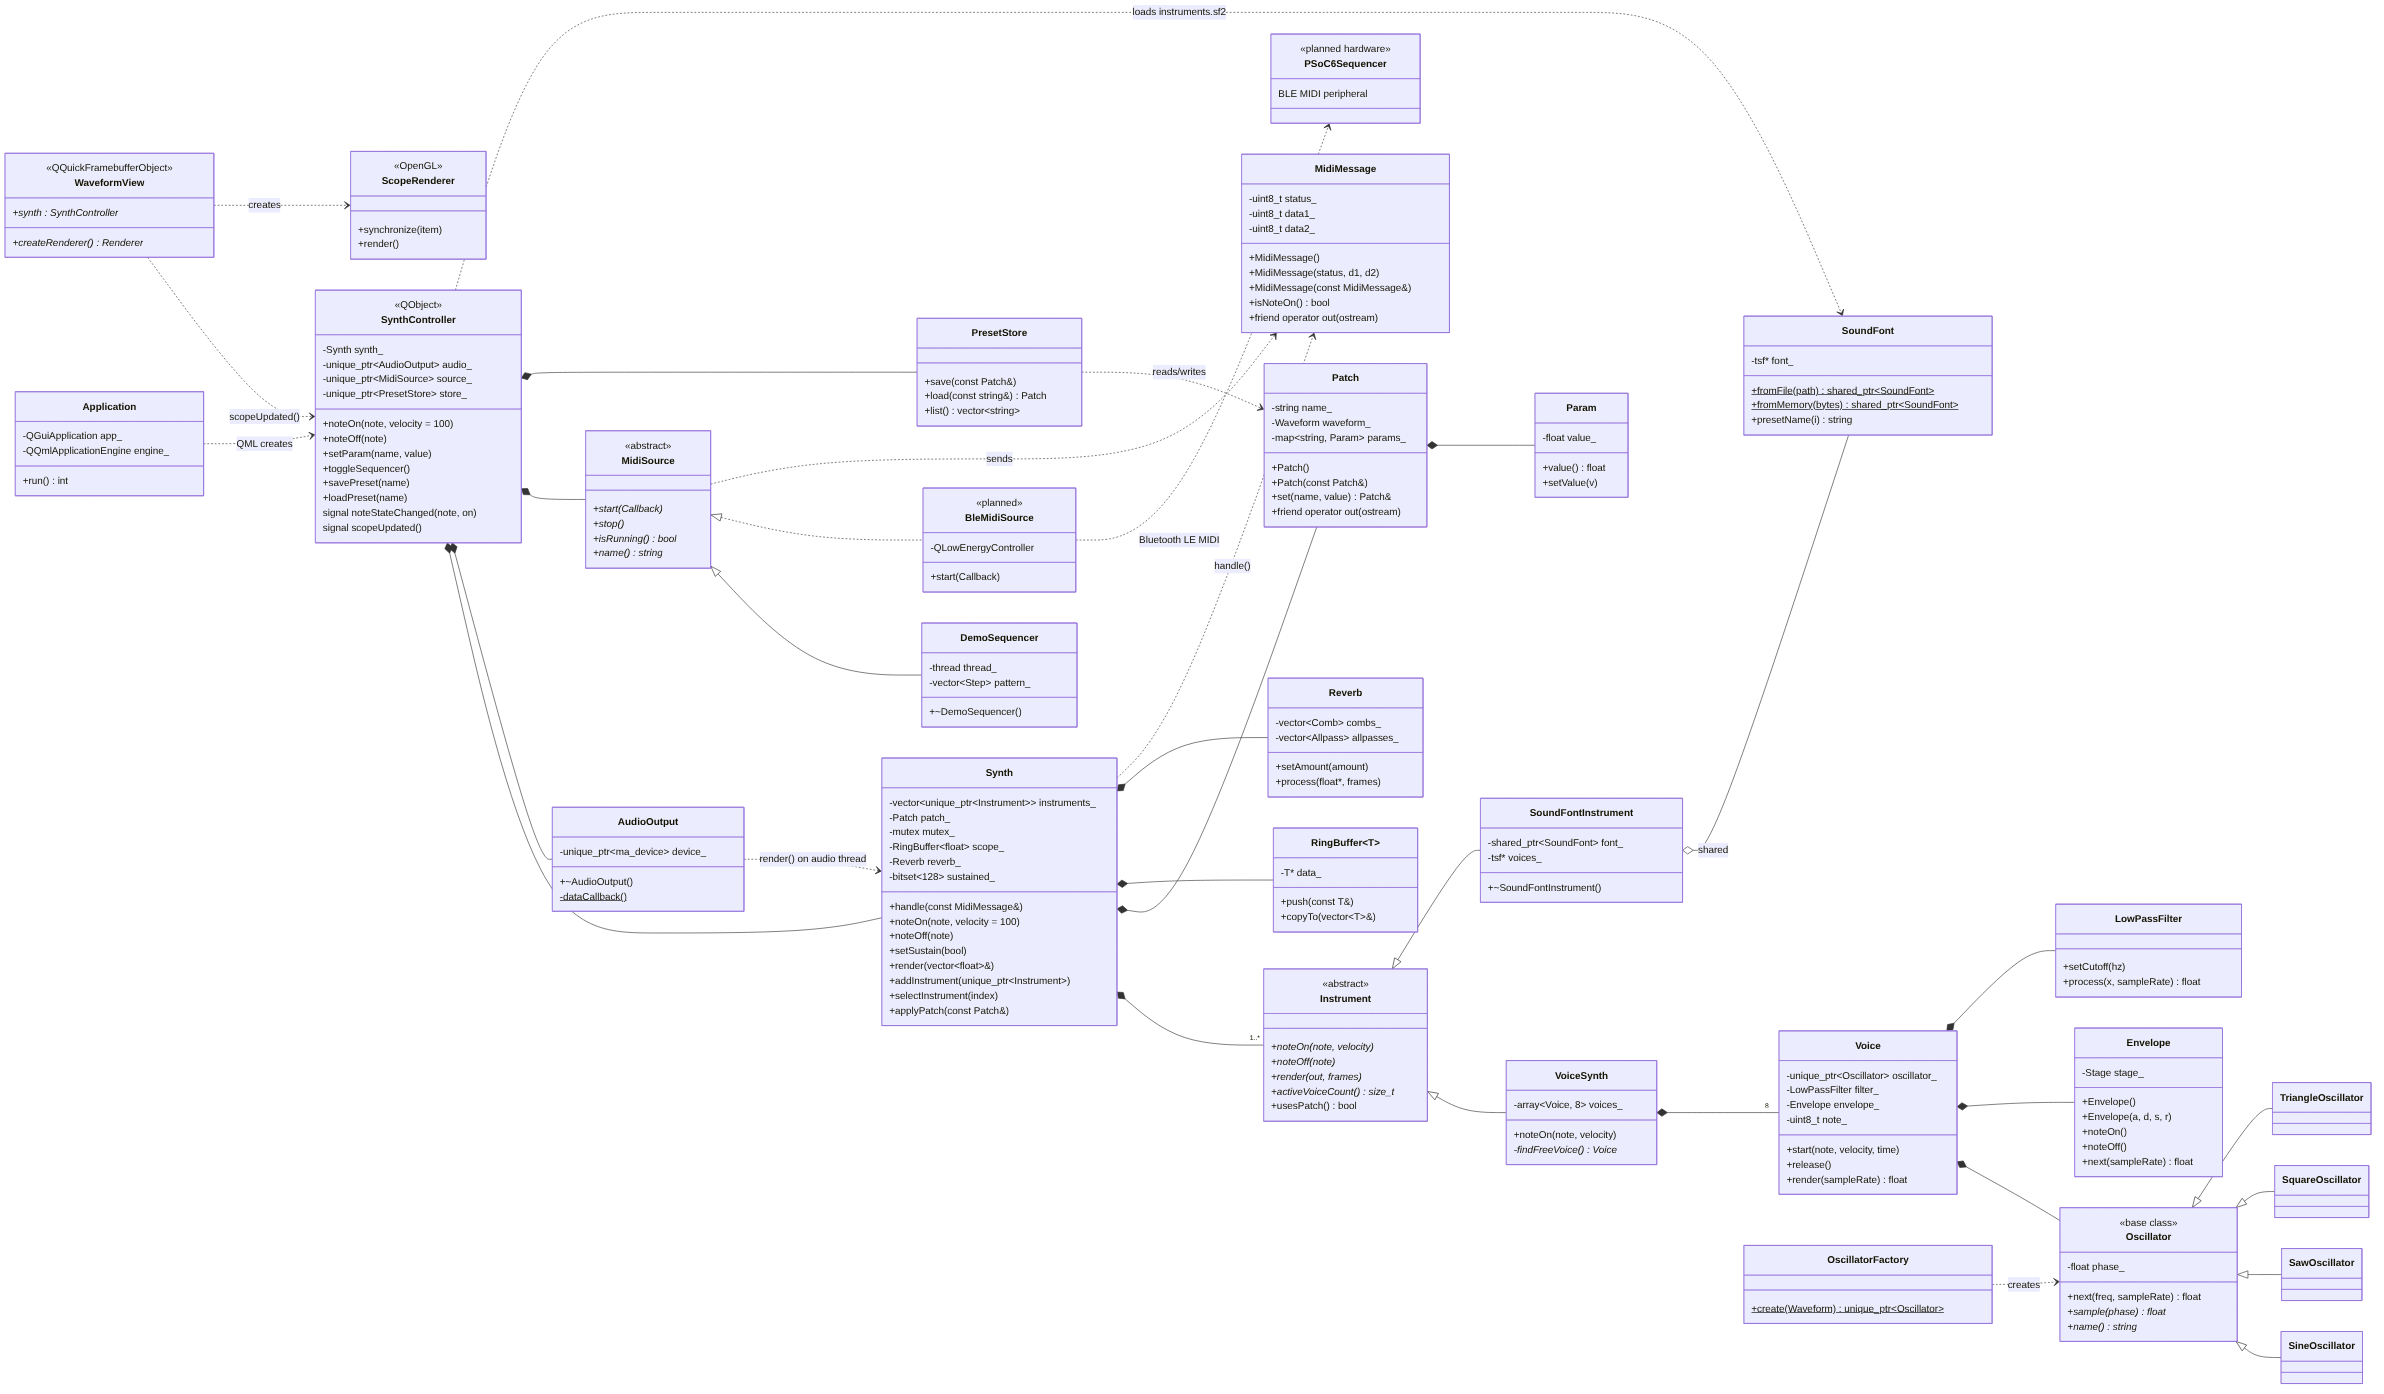 loads instruments.sf2
«planned hardware»
PSoC6Sequencer
BLE MIDI peripheral
«QQuickFramebufferObject»
WaveformView
+synth : SynthController
+createRenderer() : Renderer
creates
«OpenGL»
ScopeRenderer
+synchronize(item)
+render()
MidiMessage
-uint8_t status_
-uint8_t data1_
-uint8_t data2_
+MidiMessage()
+MidiMessage(status, d1, d2)
+MidiMessage(const MidiMessage&)
+isNoteOn() : bool
+friend operator out(ostream)
«QObject»
SynthController
-Synth synth_
-unique_ptr<AudioOutput> audio_
-unique_ptr<MidiSource> source_
-unique_ptr<PresetStore> store_
+noteOn(note, velocity = 100)
+noteOff(note)
+setParam(name, value)
+toggleSequencer()
+savePreset(name)
+loadPreset(name)
signal noteStateChanged(note, on)
signal scopeUpdated()
scopeUpdated()
Application
-QGuiApplication app_
-QQmlApplicationEngine engine_
+run() : int
QML creates
PresetStore
+save(const Patch&)
+load(const string&) : Patch
+list() : vector<string>
reads/writes
Patch
-string name_
-Waveform waveform_
-map<string, Param> params_
+Patch()
+Patch(const Patch&)
+set(name, value) : Patch&
+friend operator out(ostream)
Param
-float value_
+value() : float
+setValue(v)
SoundFont
-tsf* font_
+fromFile(path) : shared_ptr<SoundFont>
+fromMemory(bytes) : shared_ptr<SoundFont>
+presetName(i) : string
«abstract»
MidiSource
+start(Callback)
+stop()
+isRunning() : bool
+name() : string
sends
«planned»
BleMidiSource
-QLowEnergyController
+start(Callback)
Bluetooth LE MIDI
handle()
DemoSequencer
-thread thread_
-vector<Step> pattern_
+~DemoSequencer()
Reverb
-vector<Comb> combs_
-vector<Allpass> allpasses_
+setAmount(amount)
+process(float*, frames)
AudioOutput
-unique_ptr<ma_device> device_
+~AudioOutput()
-dataCallback()
render() on audio thread
Synth
-vector<unique_ptr<Instrument>> instruments_
-Patch patch_
-mutex mutex_
-RingBuffer<float> scope_
-Reverb reverb_
-bitset<128> sustained_
+handle(const MidiMessage&)
+noteOn(note, velocity = 100)
+noteOff(note)
+setSustain(bool)
+render(vector<float>&)
+addInstrument(unique_ptr<Instrument>)
+selectInstrument(index)
+applyPatch(const Patch&)
RingBuffer<T>
-T* data_
+push(const T&)
+copyTo(vector<T>&)
SoundFontInstrument
-shared_ptr<SoundFont> font_
-tsf* voices_
+~SoundFontInstrument()
shared
1..*
«abstract»
Instrument
+noteOn(note, velocity)
+noteOff(note)
+render(out, frames)
+activeVoiceCount() : size_t
+usesPatch() : bool
VoiceSynth
-array<Voice, 8> voices_
+noteOn(note, velocity)
-findFreeVoice() : Voice
8
Voice
-unique_ptr<Oscillator> oscillator_
-LowPassFilter filter_
-Envelope envelope_
-uint8_t note_
+start(note, velocity, time)
+release()
+render(sampleRate) : float
LowPassFilter
+setCutoff(hz)
+process(x, sampleRate) : float
Envelope
-Stage stage_
+Envelope()
+Envelope(a, d, s, r)
+noteOn()
+noteOff()
+next(sampleRate) : float
TriangleOscillator
SquareOscillator
OscillatorFactory
+create(Waveform) : unique_ptr<Oscillator>
creates
«base class»
Oscillator
-float phase_
+next(freq, sampleRate) : float
+sample(phase) : float
+name() : string
SawOscillator
SineOscillator